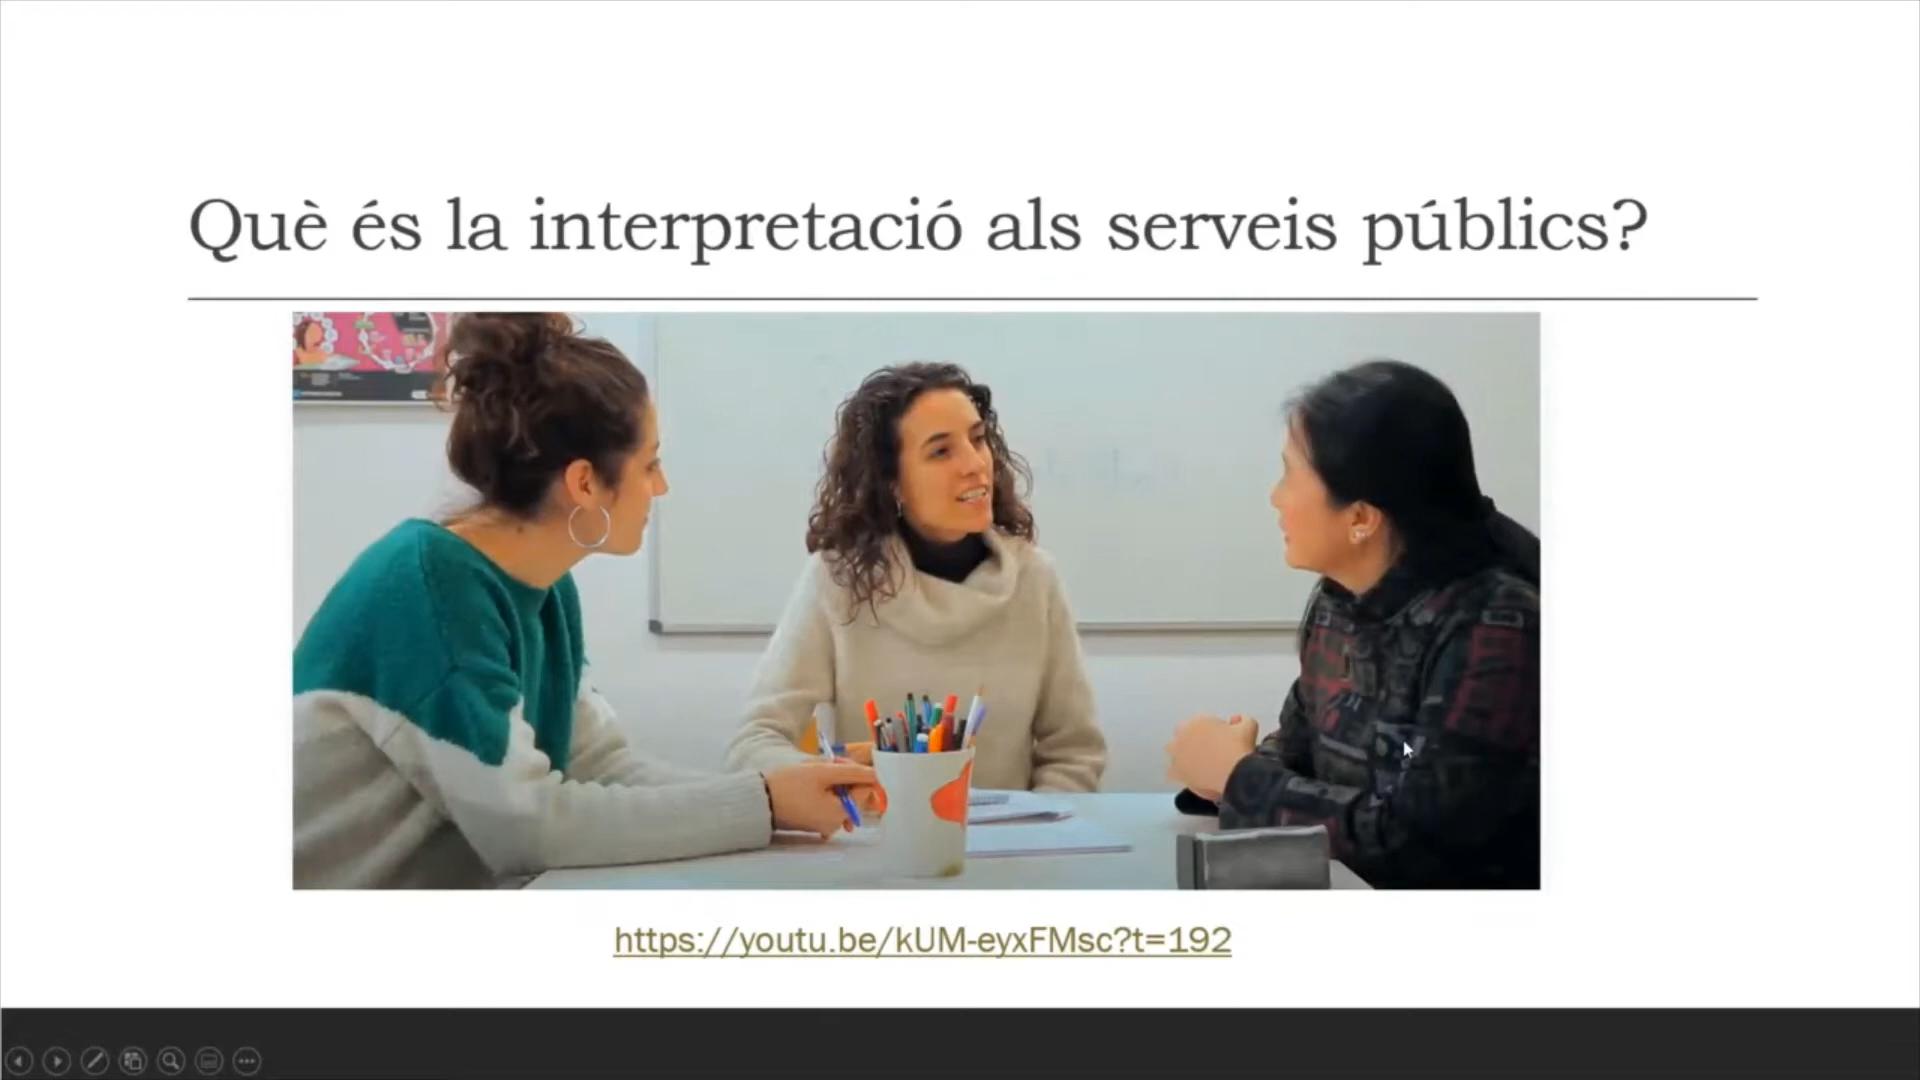 Què és la interpretació als serveis públics?
https://youtu.be/kUM-eyxFMsc?t=192